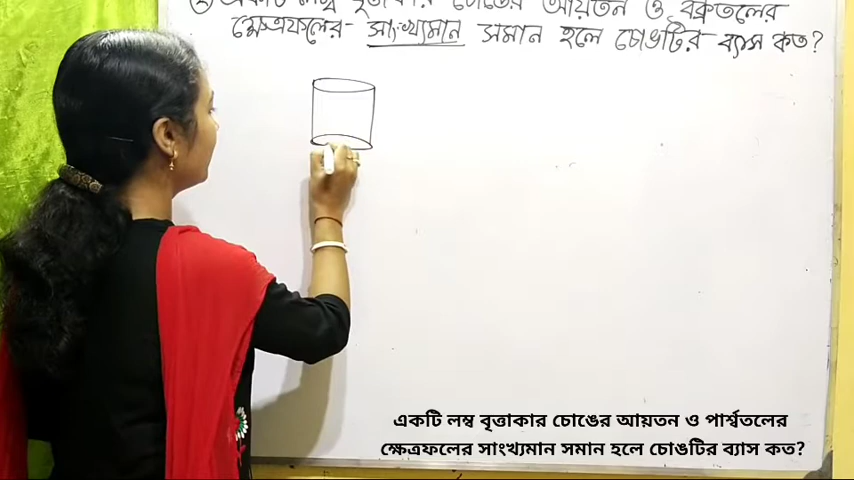 একটি লম্ব বৃত্তাকার চোঙের আয়তন ও বক্রতলের
ক্ষেত্রফলের সাংখ্যমান সমান হলে চোঙটির ব্যাস কত?
একটি লম্ব বৃত্তাকার চোঙের আয়তন ও পার্শ্বতলের
ক্ষেত্রফলের সাংখ্যমান সমান হলে চোঙটির ব্যাস কত?